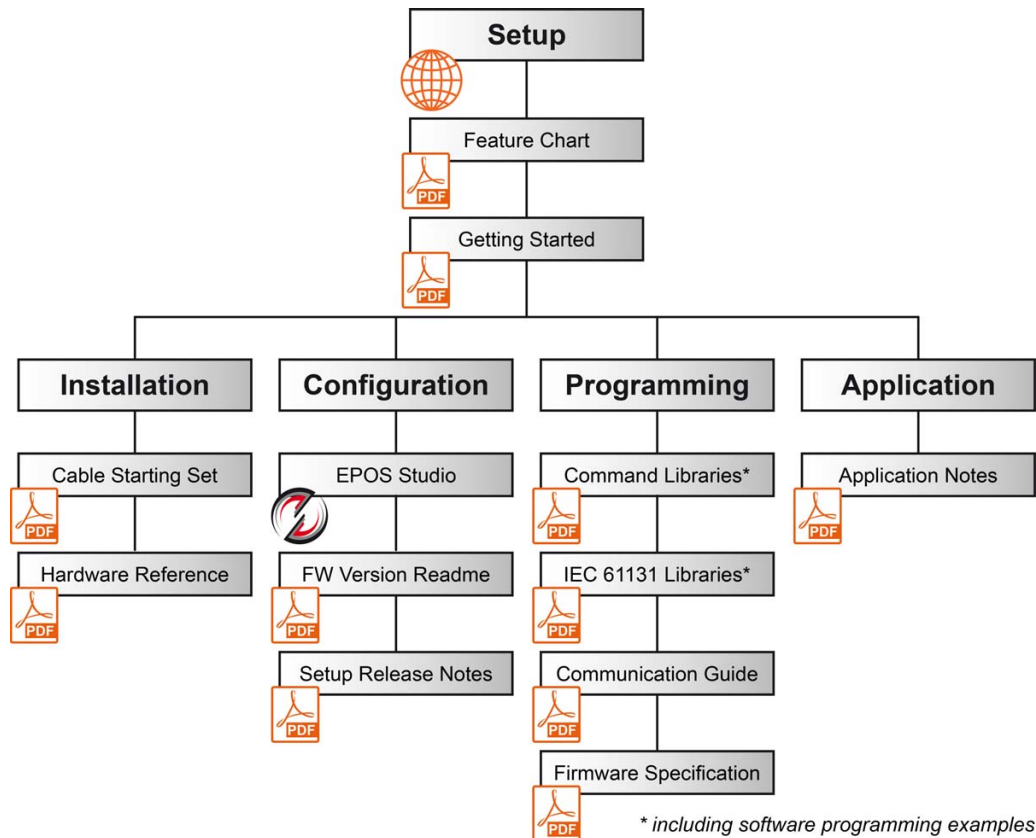 Setup
Feature Chart
PDF
Getting Started
PDF
Installation
Configuration
Programming
Application
Cable Starting Set
PDF
EPOS Studio
Command Libraries*
PDF
Application Notes
PDF
Hardware Reference
PDF
FW Version Readme
PDF
IEC 61131 Libraries*
PDF
Setup Release Notes
PDF
Communication Guide
PDF
Firmware Specification
PDF
* including software programming examples